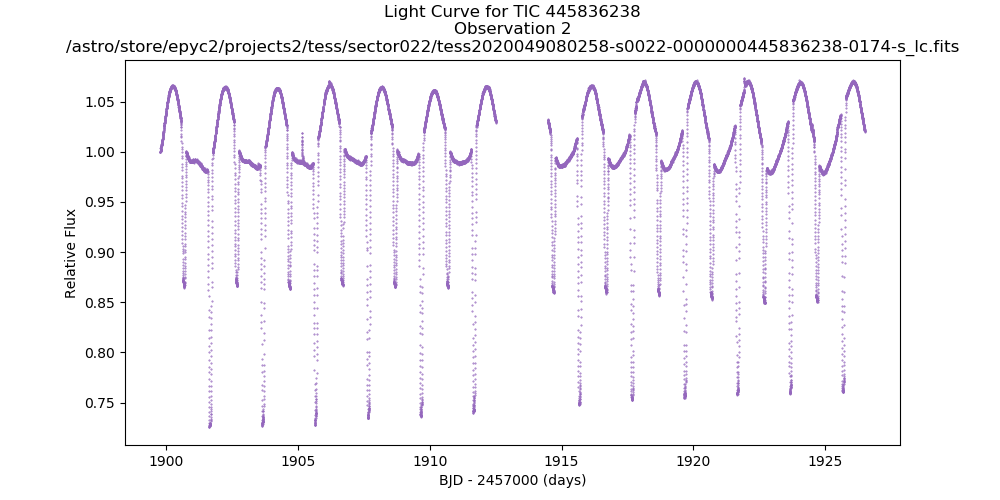 Light Curve for TIC 445836238
Observation 2
/astro/store/epyc2/projects2/tess/sector022/tess2020049080258-s0022-0000000445836238-0174-s_lc.fits
1.05
1.00
0.95
0.90
0.85
0.80
0.75
Relative Flux
1900
1905
1910
1915
1920
1925
BJD - 2457000 (days)